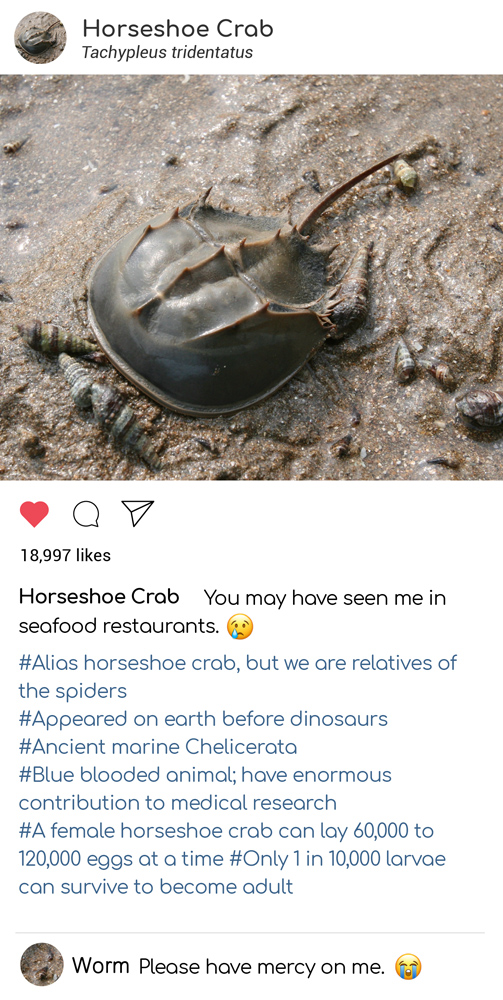 Horseshoe Crab
Tachypleus tridentatus
18,997 likes
Horseshoe Crab You may have seen me in
seafood restaurants. 😢
#Alias horseshoe crab, but we are relatives of
the spiders
#Appeared on earth before dinosaurs
#Ancient marine Chelicerata
#Blue blooded animal; have enormous
contribution to medical research
#A female horseshoe crab can lay 60,000 to
120,000 eggs at a time #Only 1 in 10,000 larvae
can survive to become adult
Worm Please have mercy on me. 😭